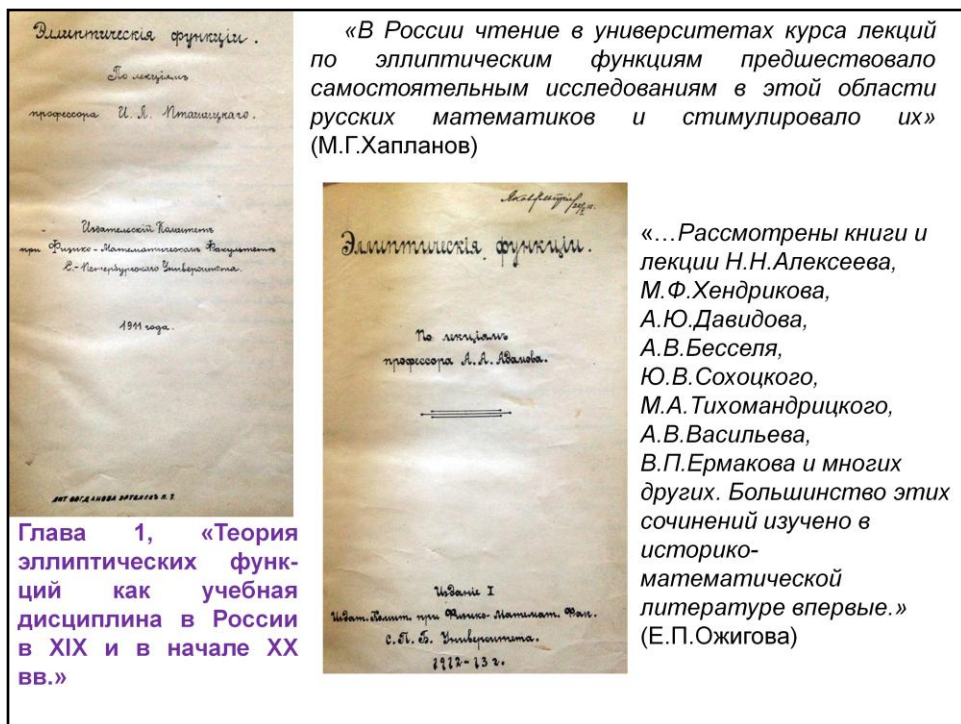 Эллиптическія функціи.
По лекціямъ
профессора И. Л. Пташицкаго.
Издательскій Комитетъ
при Физико-Математическомъ Факультетѣ
С.-Петербургскаго Университета.
1911 года.
ЛИТ БОГДАНОВА ЭРТЕЛЕВЪ П. 7.
«В России чтение в университетах курса лекций
по эллиптическим функциям предшествовало
самостоятельным исследованиям в этой области
русских математиков и стимулировало их»
(М.Г.Хапланов)
Эллиптическія функціи.
По лекціямъ
профессора А. А. Адамова.
Изданіе I
Издат. Комит. при Физико-Математ. Фак.
С. П. Б. Университета.
1912-13 г.
«…Рассмотрены книги и
лекции Н.Н.Алексеева,
М.Ф.Хендрикова,
А.Ю.Давидова,
А.В.Бесселя,
Ю.В.Сохоцкого,
М.А.Тихомандрицкого,
А.В.Васильева,
В.П.Ермакова и многих
других. Большинство этих
сочинений изучено в
историко-
математической
литературе впервые.»
(Е.П.Ожигова)
Глава 1, «Теория
эллиптических функ-
ций как учебная
дисциплина в России
в XIX и в начале XX
вв.»